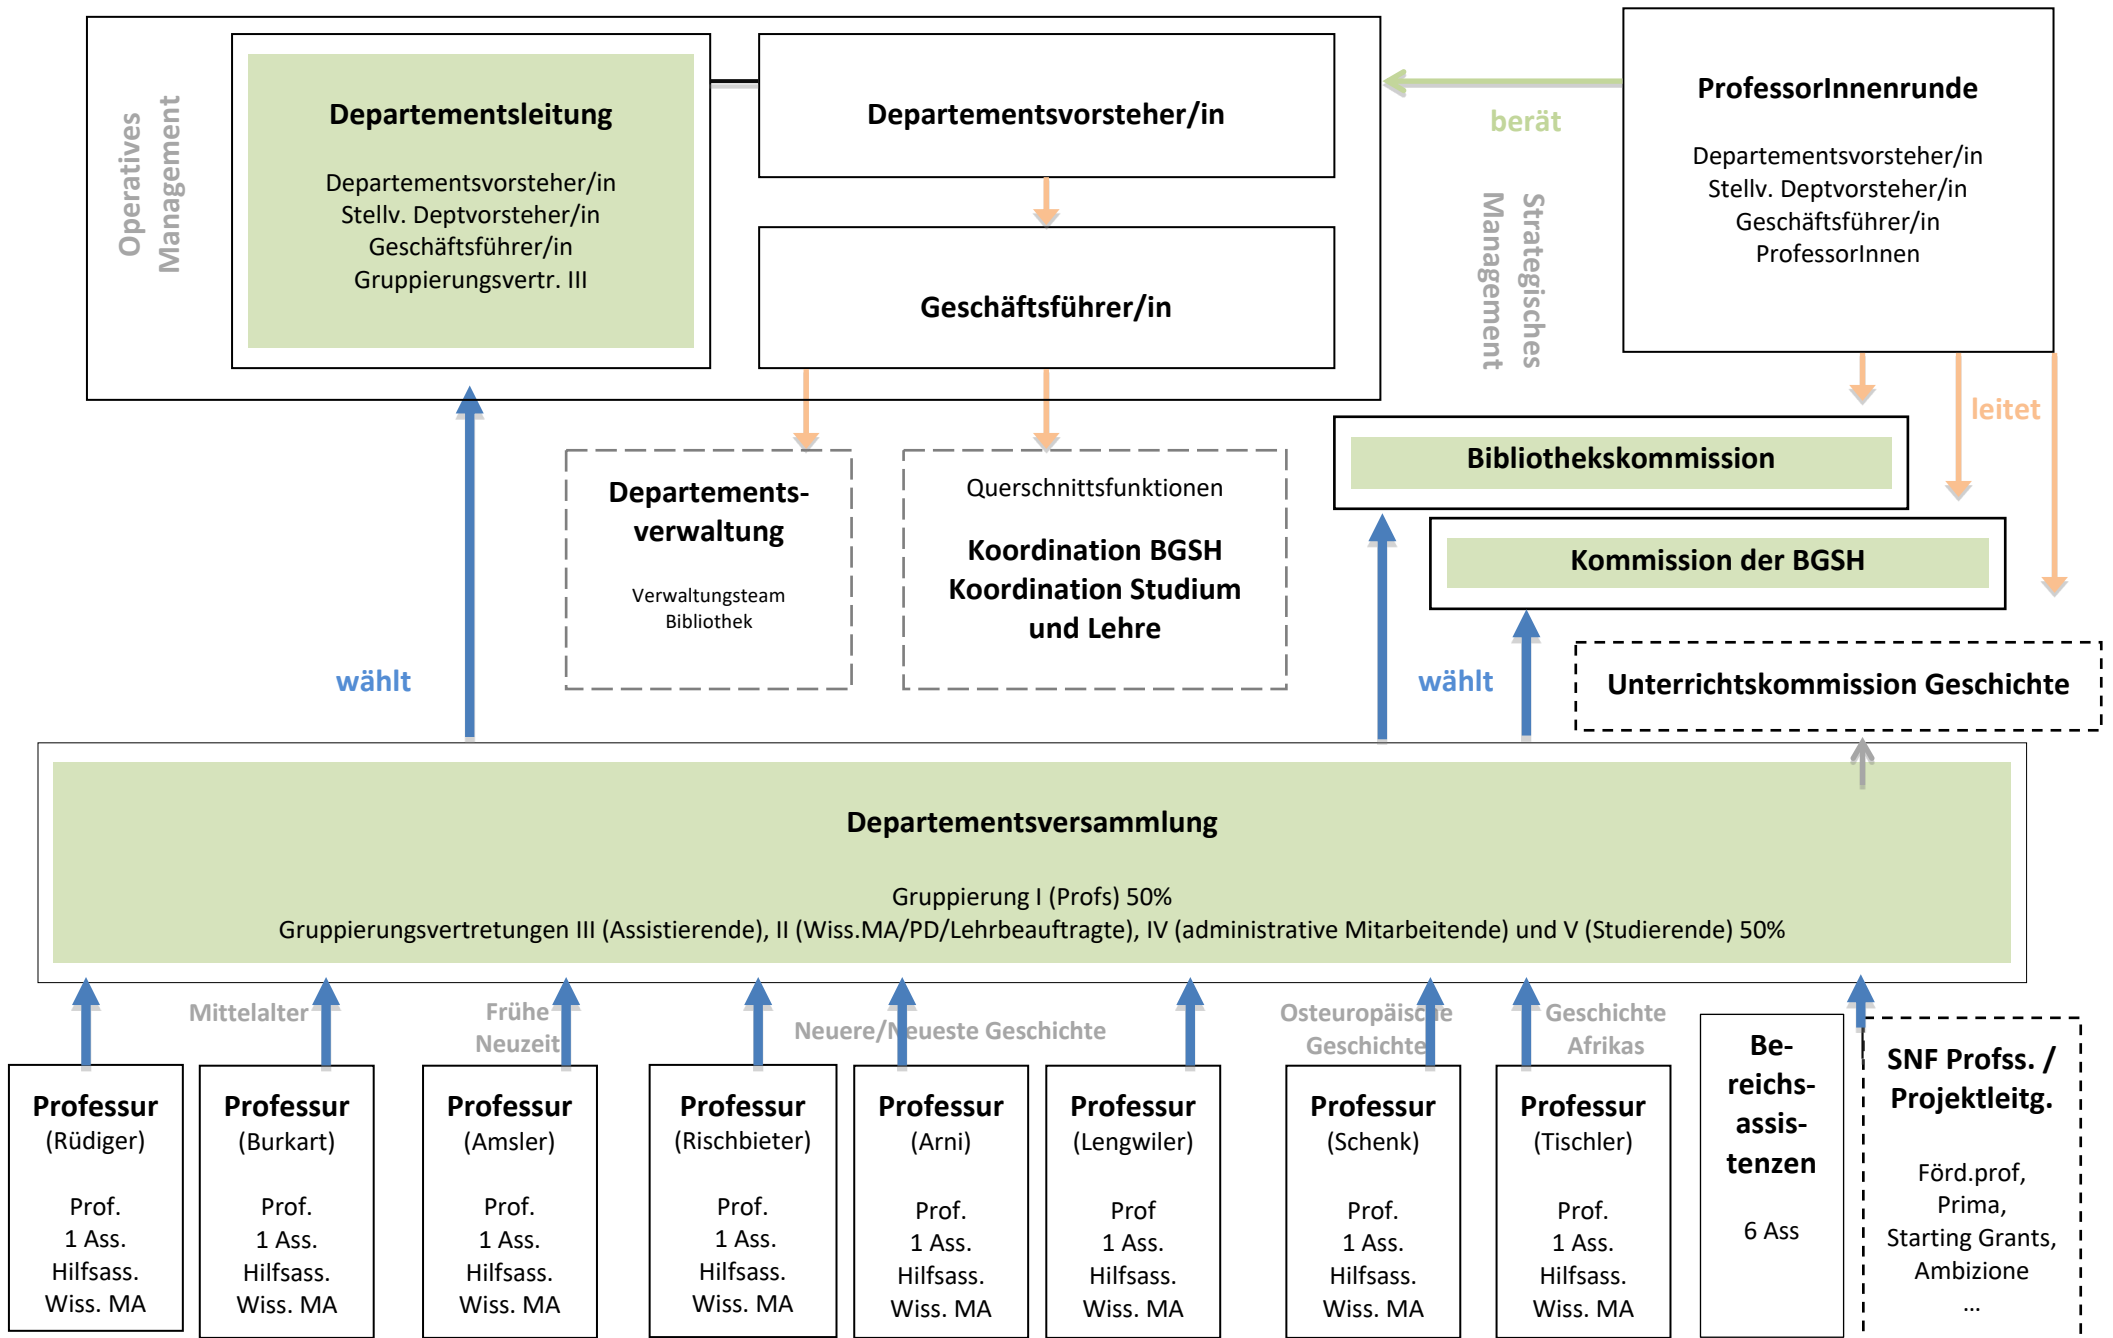 Operatives
Management
Departementsleitung
Departementsvorsteher/in
Stellv. Deptvorsteher/in
Geschäftsführer/in
Gruppierungsvertr. III
Departementsvorsteher/in
Geschäftsführer/in
berät
Strategisches
Management
ProfessorInnenrunde
Departementsvorsteher/in
Stellv. Deptvorsteher/in
Geschäftsführer/in
ProfessorInnen
leitet
Bibliothekskommission
Kommission der BGSH
Unterrichtskommission Geschichte
Departements-
verwaltung
Verwaltungsteam
Bibliothek
Querschnittsfunktionen
Koordination BGSH
Koordination Studium
und Lehre
wählt
wählt
Departementsversammlung
Gruppierung I (Profs) 50%
Gruppierungsvertretungen III (Assistierende), II (Wiss.MA/PD/Lehrbeauftragte), IV (administrative Mitarbeitende) und V (Studierende) 50%
Mittelalter
Frühe
Neuzeit
Neuere/Neueste Geschichte
Osteuropäische
Geschichte
Geschichte
Afrikas
Professur
(Rüdiger)
Prof.
1 Ass.
Hilfsass.
Wiss. MA
Professur
(Burkart)
Prof.
1 Ass.
Hilfsass.
Wiss. MA
Professur
(Amsler)
Prof.
1 Ass.
Hilfsass.
Wiss. MA
Professur
(Rischbieter)
Prof.
1 Ass.
Hilfsass.
Wiss. MA
Professur
(Arni)
Prof.
1 Ass.
Hilfsass.
Wiss. MA
Professur
(Lengwiler)
Prof
1 Ass.
Hilfsass.
Wiss. MA
Professur
(Schenk)
Prof.
1 Ass.
Hilfsass.
Wiss. MA
Professur
(Tischler)
Prof.
1 Ass.
Hilfsass.
Wiss. MA
Be-
reichs-
assis-
tenzen
6 Ass
SNF Profss. /
Projektleitg.
Förd.prof,
Prima,
Starting Grants,
Ambizione
...